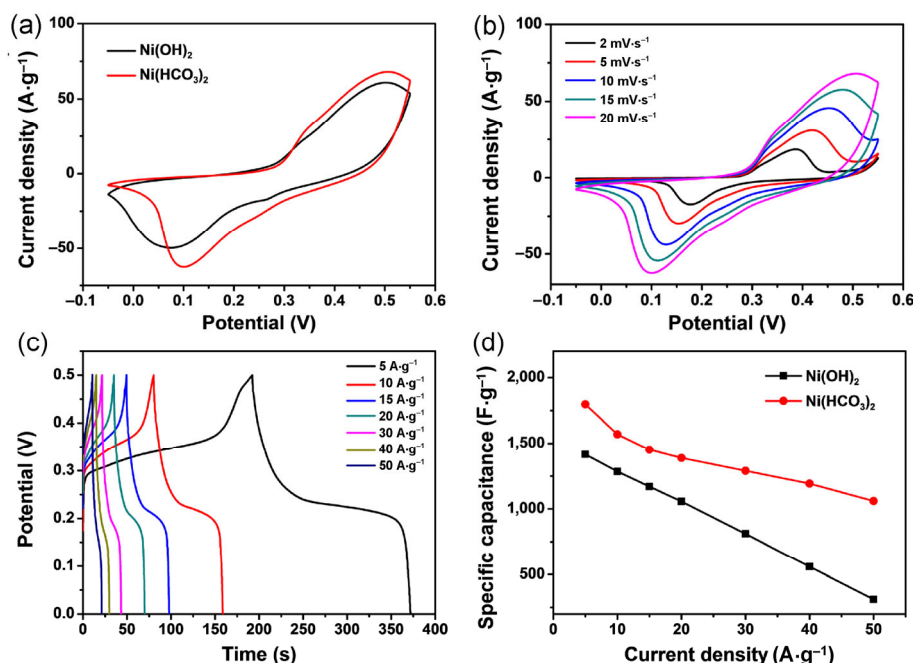 (a)
Current density (A·g⁻¹)
100
50
0
–50
–0.1 0.0 0.1 0.2 0.3 0.4 0.5 0.6
Potential (V)
Ni(OH)₂
Ni(HCO₃)₂
(b)
Current density (A·g⁻¹)
100
50
0
–50
–0.1 0.0 0.1 0.2 0.3 0.4 0.5 0.6
Potential (V)
2 mV·s⁻¹
5 mV·s⁻¹
10 mV·s⁻¹
15 mV·s⁻¹
20 mV·s⁻¹
(c)
Potential (V)
0.5
0.4
0.3
0.2
0.1
0.0
0 50 100 150 200 250 300 350 400
Time (s)
5 A·g⁻¹
10 A·g⁻¹
15 A·g⁻¹
20 A·g⁻¹
30 A·g⁻¹
40 A·g⁻¹
50 A·g⁻¹
(d)
Specific capacitance (F·g⁻¹)
2,000
1,500
1,000
500
0 10 20 30 40 50
Current density (A·g⁻¹)
Ni(OH)₂
Ni(HCO₃)₂